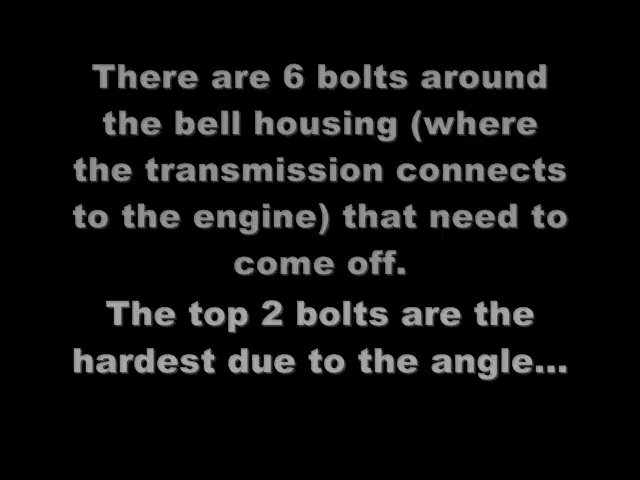 There are 6 bolts around
the bell housing (where
the transmission connects
to the engine) that need to
come off.
The top 2 bolts are the
hardest due to the angle...